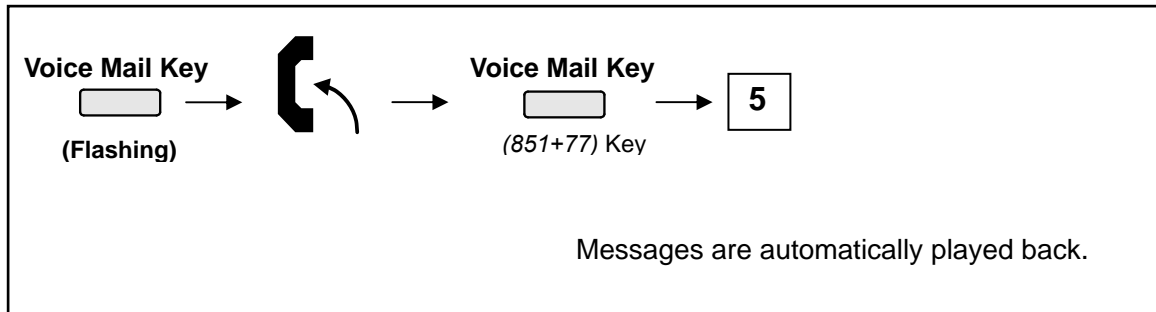 Voice Mail Key
Voice Mail Key
5
(Flashing)
(851+77) Key
Messages are automatically played back.